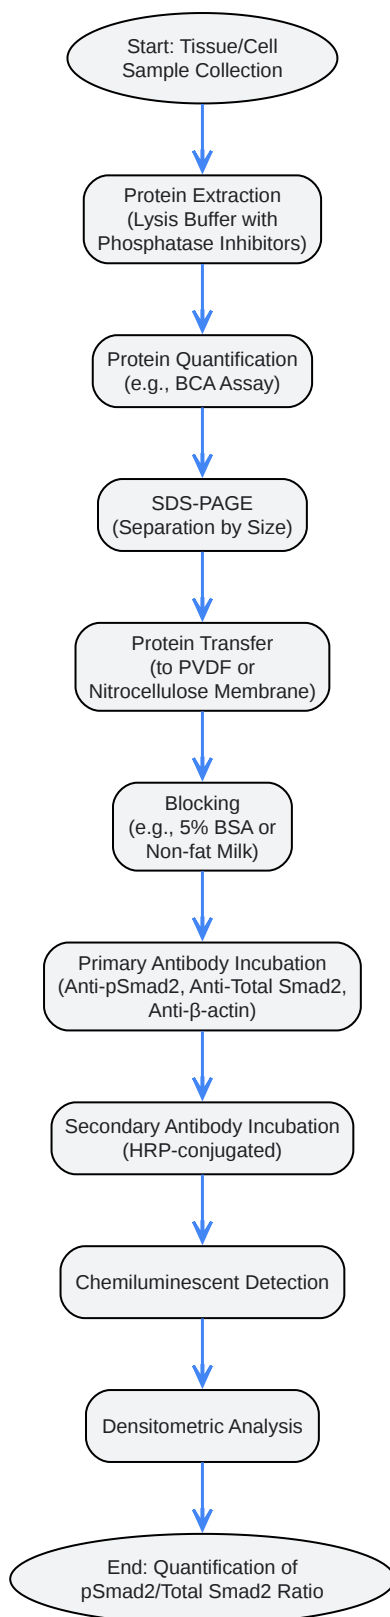 Start: Tissue/Cell
Sample Collection
Protein Extraction
(Lysis Buffer with
Phosphatase Inhibitors)
Protein Quantification
(e.g., BCA Assay)
SDS-PAGE
(Separation by Size)
Protein Transfer
(to PVDF or
Nitrocellulose Membrane)
Blocking
(e.g., 5% BSA or
Non-fat Milk)
Primary Antibody Incubation
(Anti-pSmad2, Anti-Total Smad2,
Anti-β-actin)
Secondary Antibody Incubation
(HRP-conjugated)
Chemiluminescent Detection
Densitometric Analysis
End: Quantification of
pSmad2/Total Smad2 Ratio